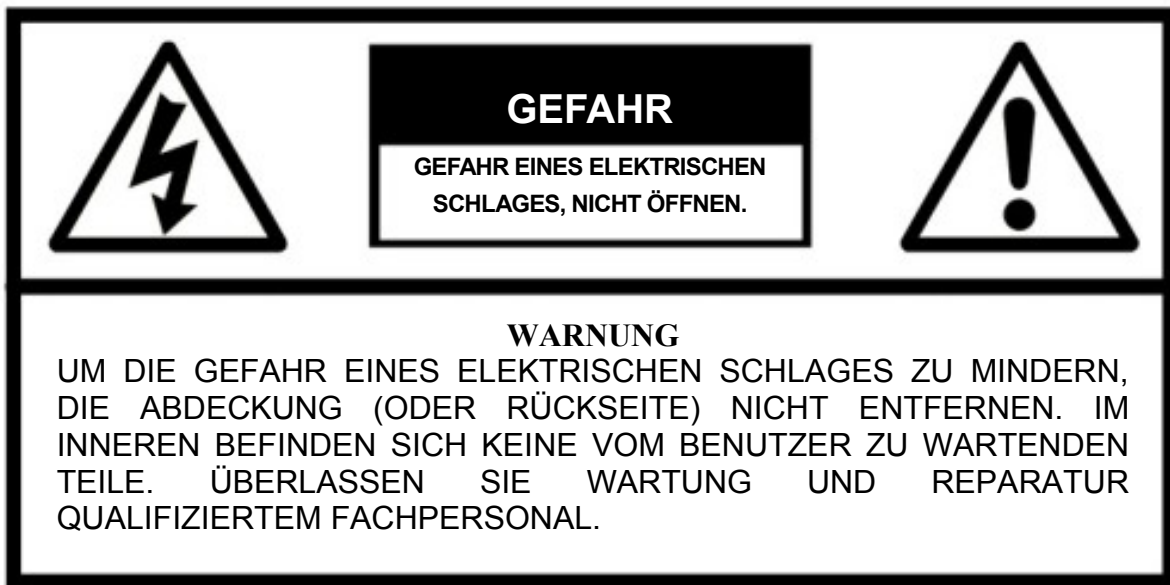 GEFAHR
GEFAHR EINES ELEKTRISCHEN
SCHLAGES, NICHT ÖFFNEN.
WARNUNG
UM DIE GEFAHR EINES ELEKTRISCHEN SCHLAGES ZU MINDERN,
DIE ABDECKUNG (ODER RÜCKSEITE) NICHT ENTFERNEN. IM
INNEREN BEFINDEN SICH KEINE VOM BENUTZER ZU WARTENDEN
TEILE. ÜBERLASSEN SIE WARTUNG UND REPARATUR
QUALIFIZIERTEM FACHPERSONAL.